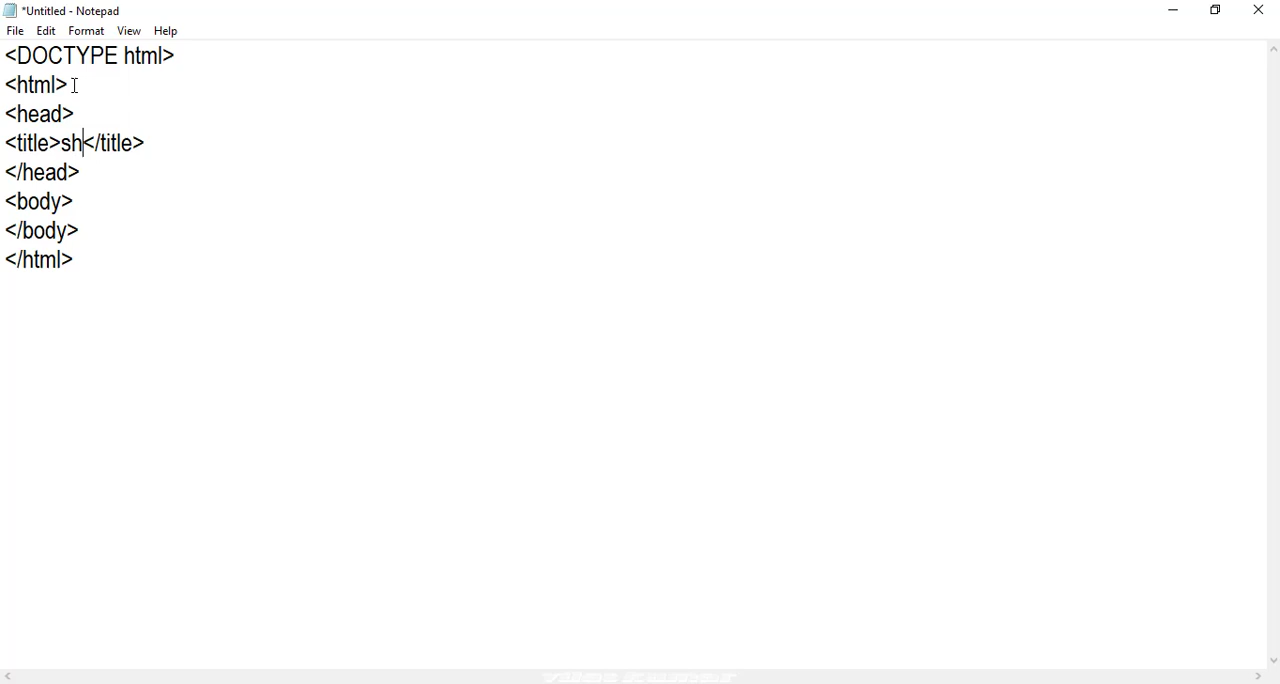 *Untitled - Notepad
File Edit Format View Help
<DOCTYPE html>
<html>
<head>
<title>sh</title>
</head>
<body>
</body>
</html>